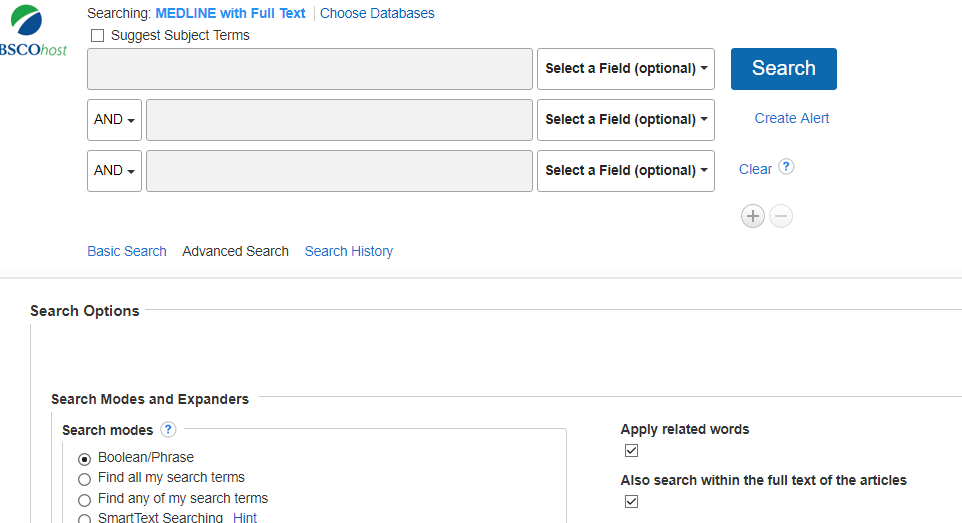 Searching: MEDLINE with Full Text Choose Databases
Suggest Subject Terms
BSCOhost
Select a Field (optional) Search
AND Select a Field (optional) Create Alert
AND Select a Field (optional) Clear ?
Basic Search Advanced Search Search History
Search Options
Search Modes and Expanders
Search modes ?
Apply related words
Boolean/Phrase
Find all my search terms
Also search within the full text of the articles
Find any of my search terms
SmartText Searching Hint